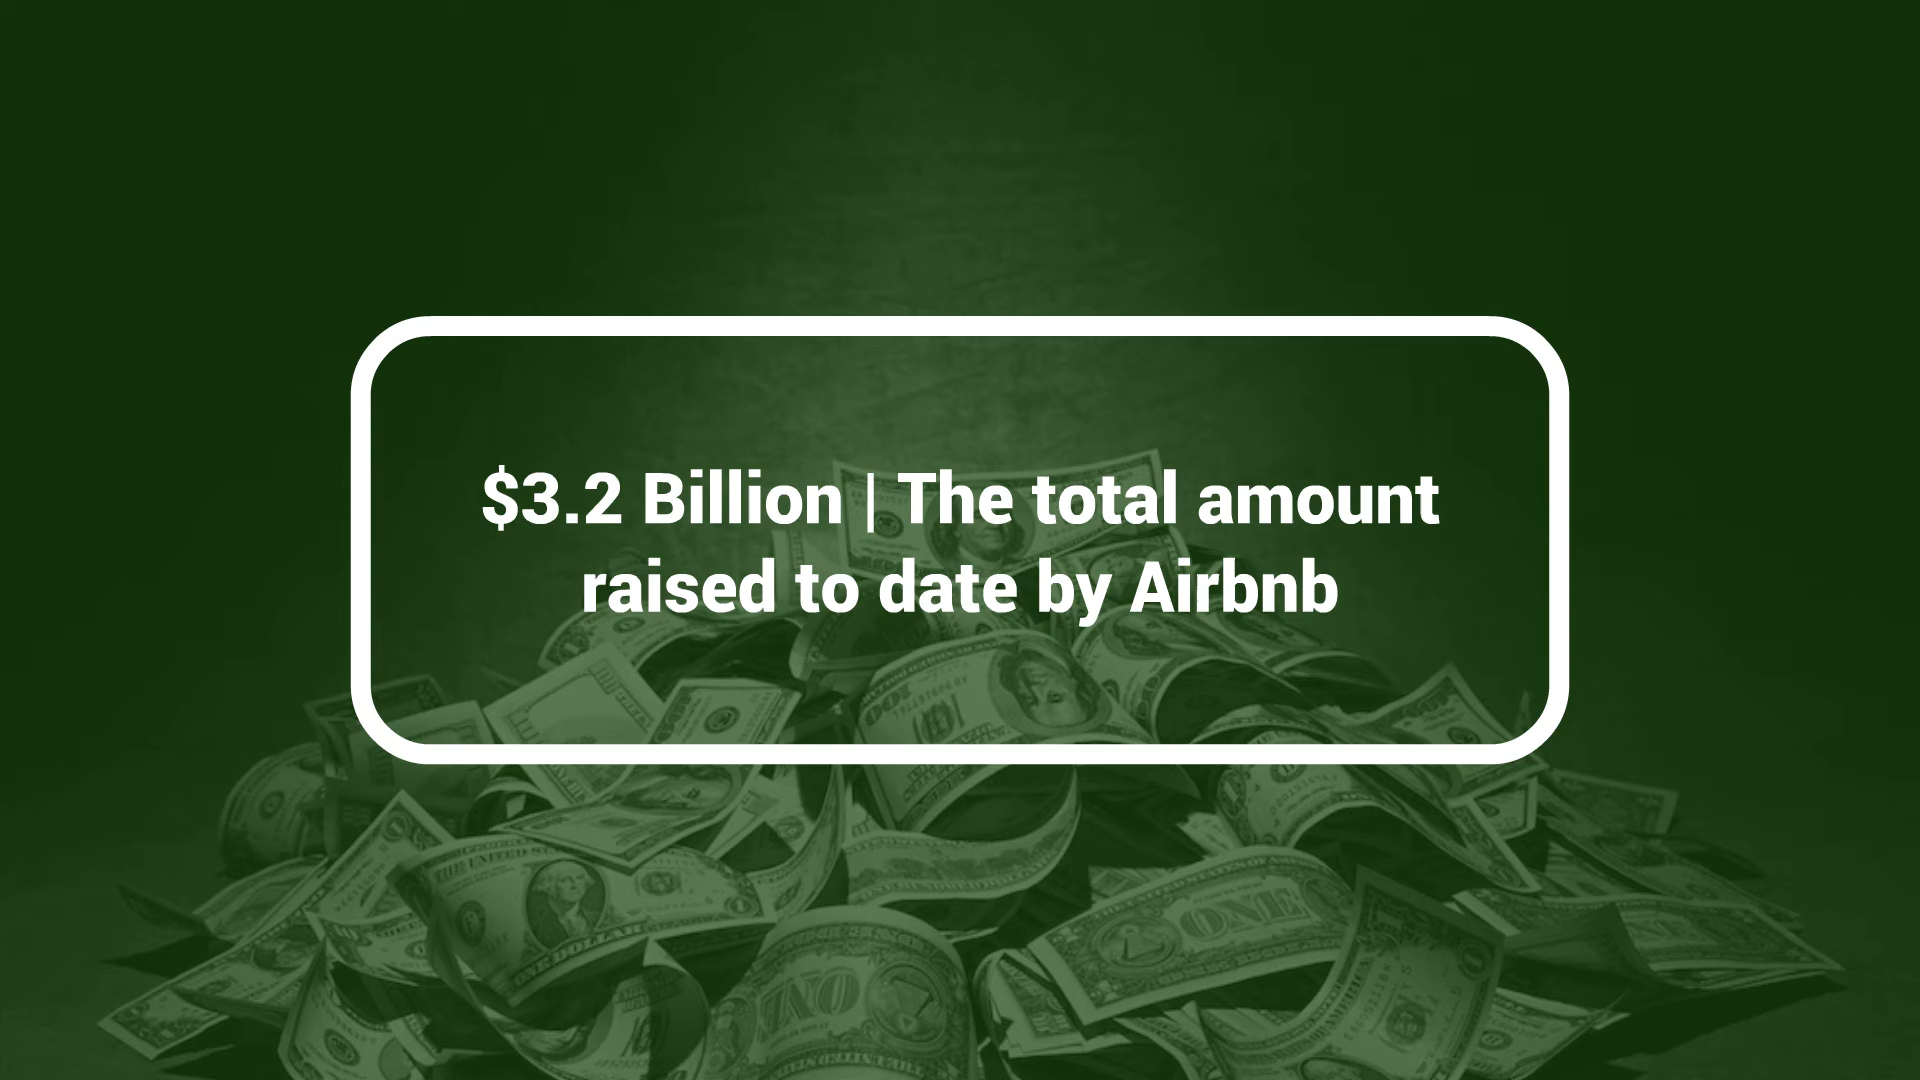 $3.2 Billion | The total amount
raised to date by Airbnb